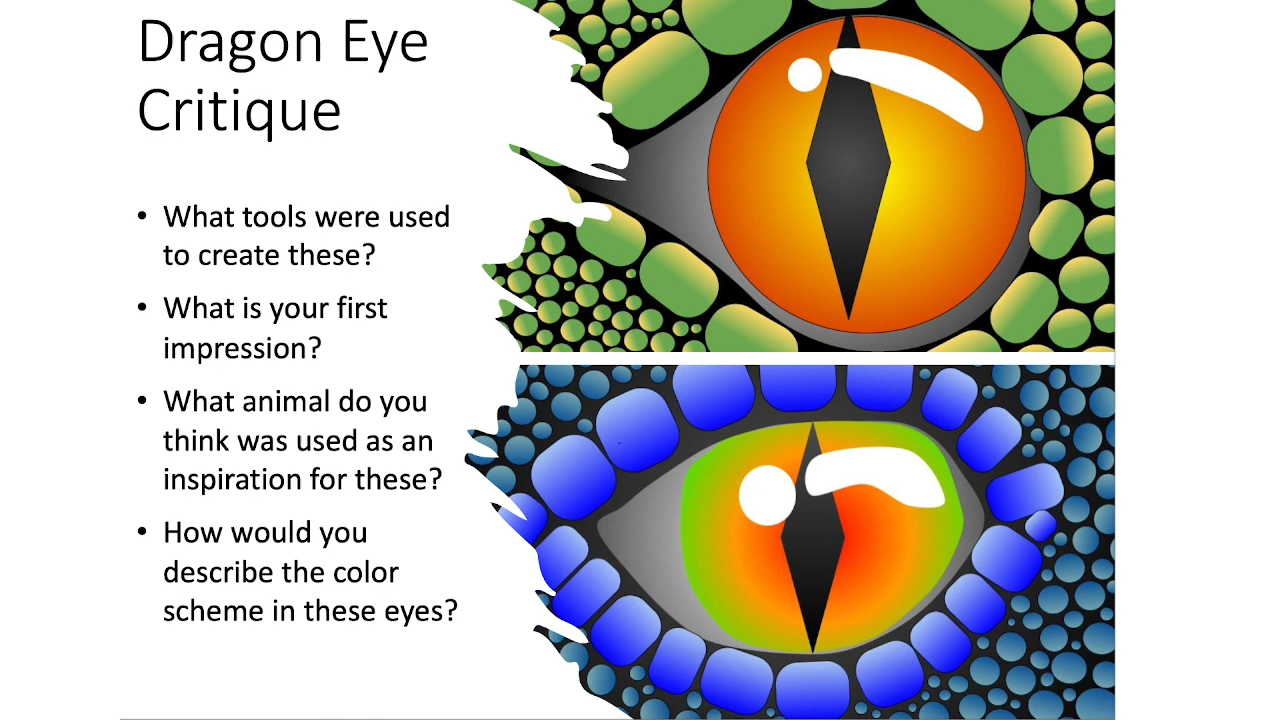 Dragon Eye
Critique
• What tools were used
to create these?
• What is your first
impression?
• What animal do you
think was used as an
inspiration for these?
• How would you
describe the color
scheme in these eyes?